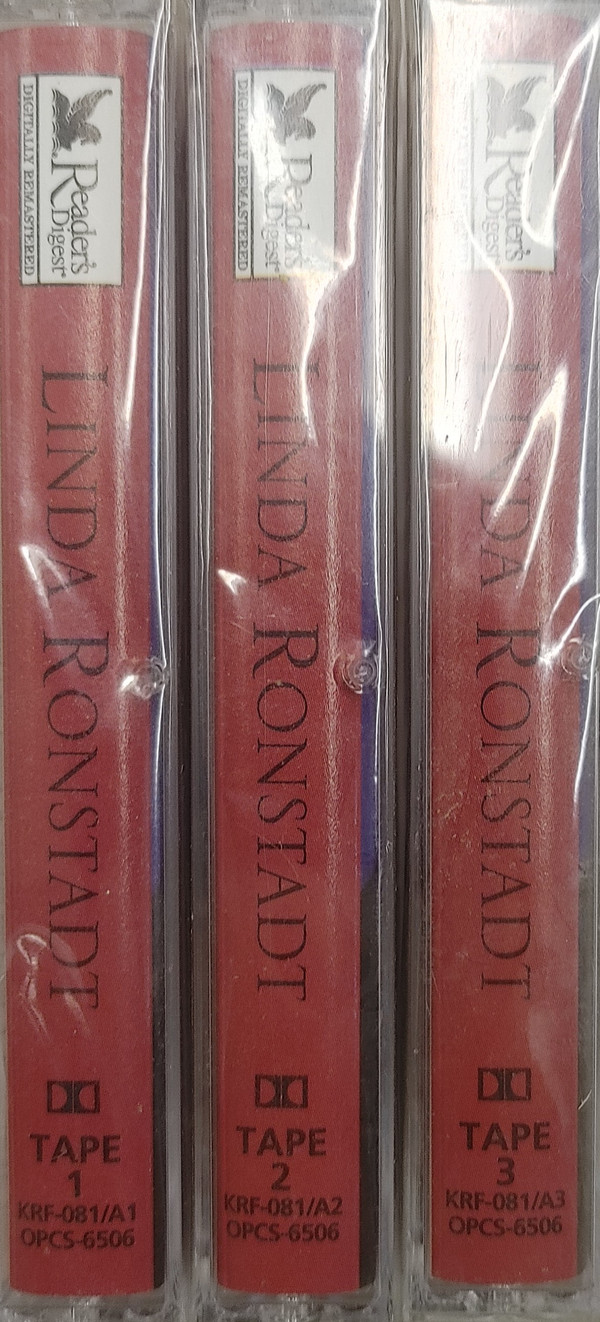 Reader's
Digest
DIGITALLY REMASTERED
LINDA RONSTADT
TAPE
1
KRF-081/A1
OPCS-6506
Reader's
Digest
DIGITALLY REMASTERED
LINDA RONSTADT
TAPE
2
KRF-081/A2
OPCS-6506
Reader's
Digest
LINDA RONSTADT
TAPE
3
KRF-081/A3
OPCS-6506